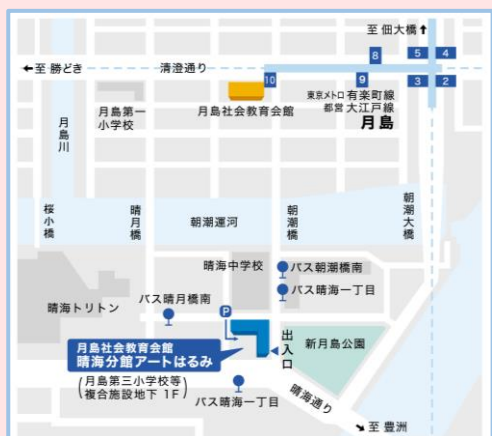 至 佃大橋↑
8
5
4
←至 勝どき
清澄通り
10
9
3
2
東京メトロ 有楽町線
都営 大江戸線
月島
月島社会教育会館
月島第一
小学校
月島川
桜小橋
晴月橋
朝潮運河
朝潮橋
朝潮大橋
晴海中学校
バス朝潮橋南
バス晴海一丁目
晴海トリトン
バス晴月橋南
P
出入口
新月島公園
月島社会教育会館
晴海分館アートはるみ
(月島第三小学校等
複合施設地下 1F)
バス晴海一丁目
晴海通り
↘至 豊洲